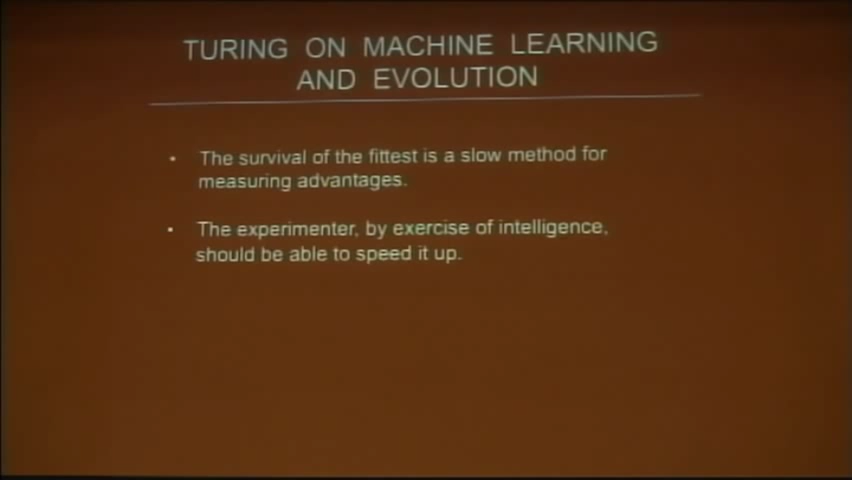 TURING ON MACHINE LEARNING
AND EVOLUTION
• The survival of the fittest is a slow method for
measuring advantages.
• The experimenter, by exercise of intelligence,
should be able to speed it up.